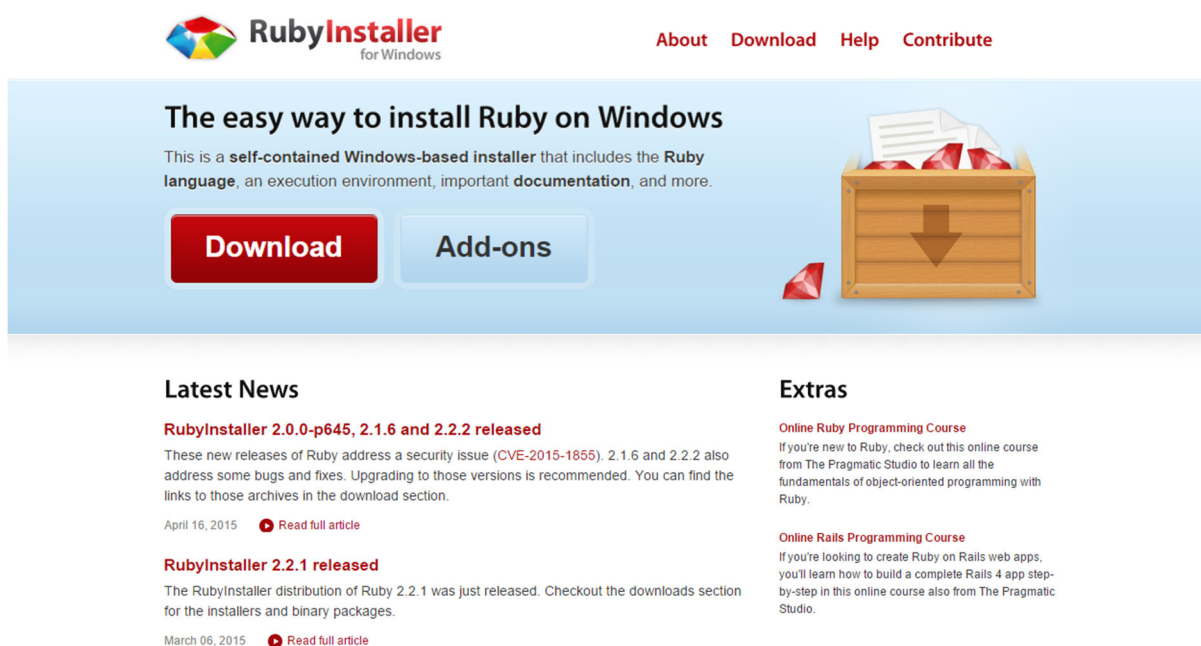 RubyInstaller
for Windows
About Download Help Contribute
The easy way to install Ruby on Windows
This is a self-contained Windows-based installer that includes the Ruby
language, an execution environment, important documentation, and more.
Download
Add-ons
Latest News
RubyInstaller 2.0.0-p645, 2.1.6 and 2.2.2 released
These new releases of Ruby address a security issue (CVE-2015-1855). 2.1.6 and 2.2.2 also
address some bugs and fixes. Upgrading to those versions is recommended. You can find the
links to those archives in the download section.
April 16, 2015 Read full article
RubyInstaller 2.2.1 released
The RubyInstaller distribution of Ruby 2.2.1 was just released. Checkout the downloads section
for the installers and binary packages.
March 06, 2015 Read full article
Extras
Online Ruby Programming Course
If you're new to Ruby, check out this online course
from The Pragmatic Studio to learn all the
fundamentals of object-oriented programming with
Ruby.
Online Rails Programming Course
If you're looking to create Ruby on Rails web apps,
you'll learn how to build a complete Rails 4 app step-
by-step in this online course also from The Pragmatic
Studio.